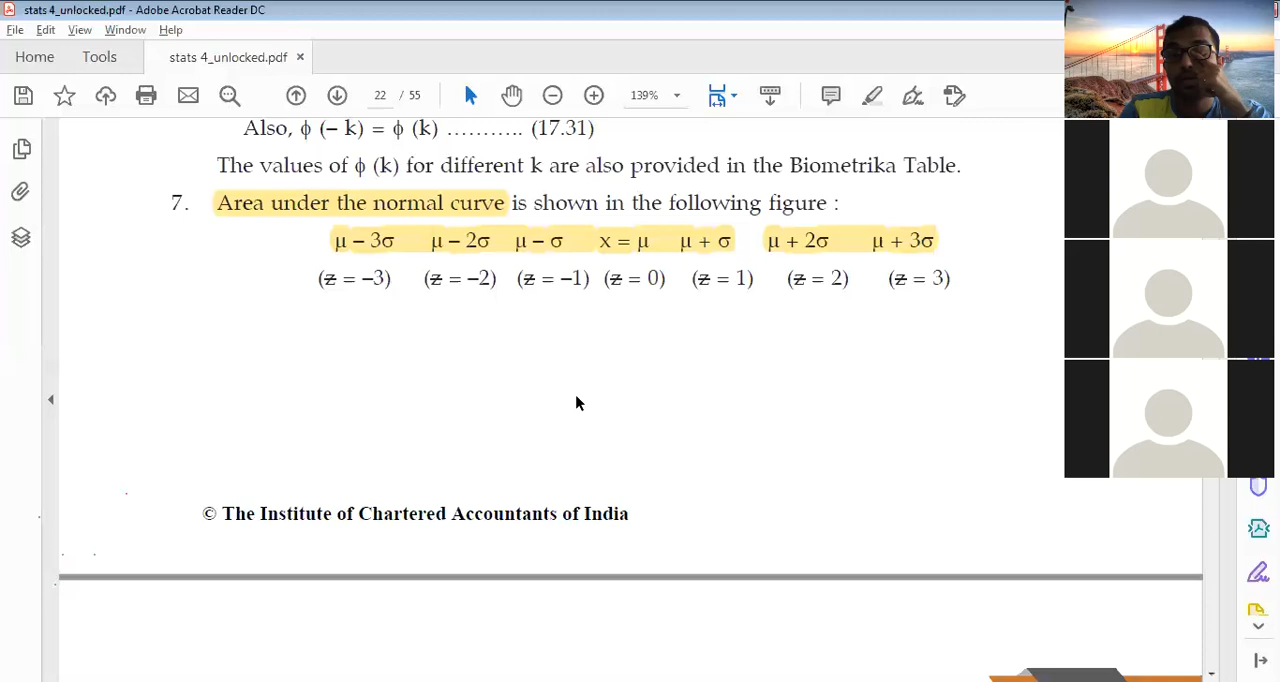 stats 4_unlocked.pdf - Adobe Acrobat Reader DC
File Edit View Window Help
Home Tools stats 4_unlocked.pdf ×
22 / 55 139%
Also, ϕ (– k) = ϕ (k) ……….. (17.31)
The values of ϕ (k) for different k are also provided in the Biometrika Table.
7. Area under the normal curve is shown in the following figure :
μ – 3σ μ – 2σ μ – σ x = μ μ + σ μ + 2σ μ + 3σ
(z = –3) (z = –2) (z = –1) (z = 0) (z = 1) (z = 2) (z = 3)
© The Institute of Chartered Accountants of India